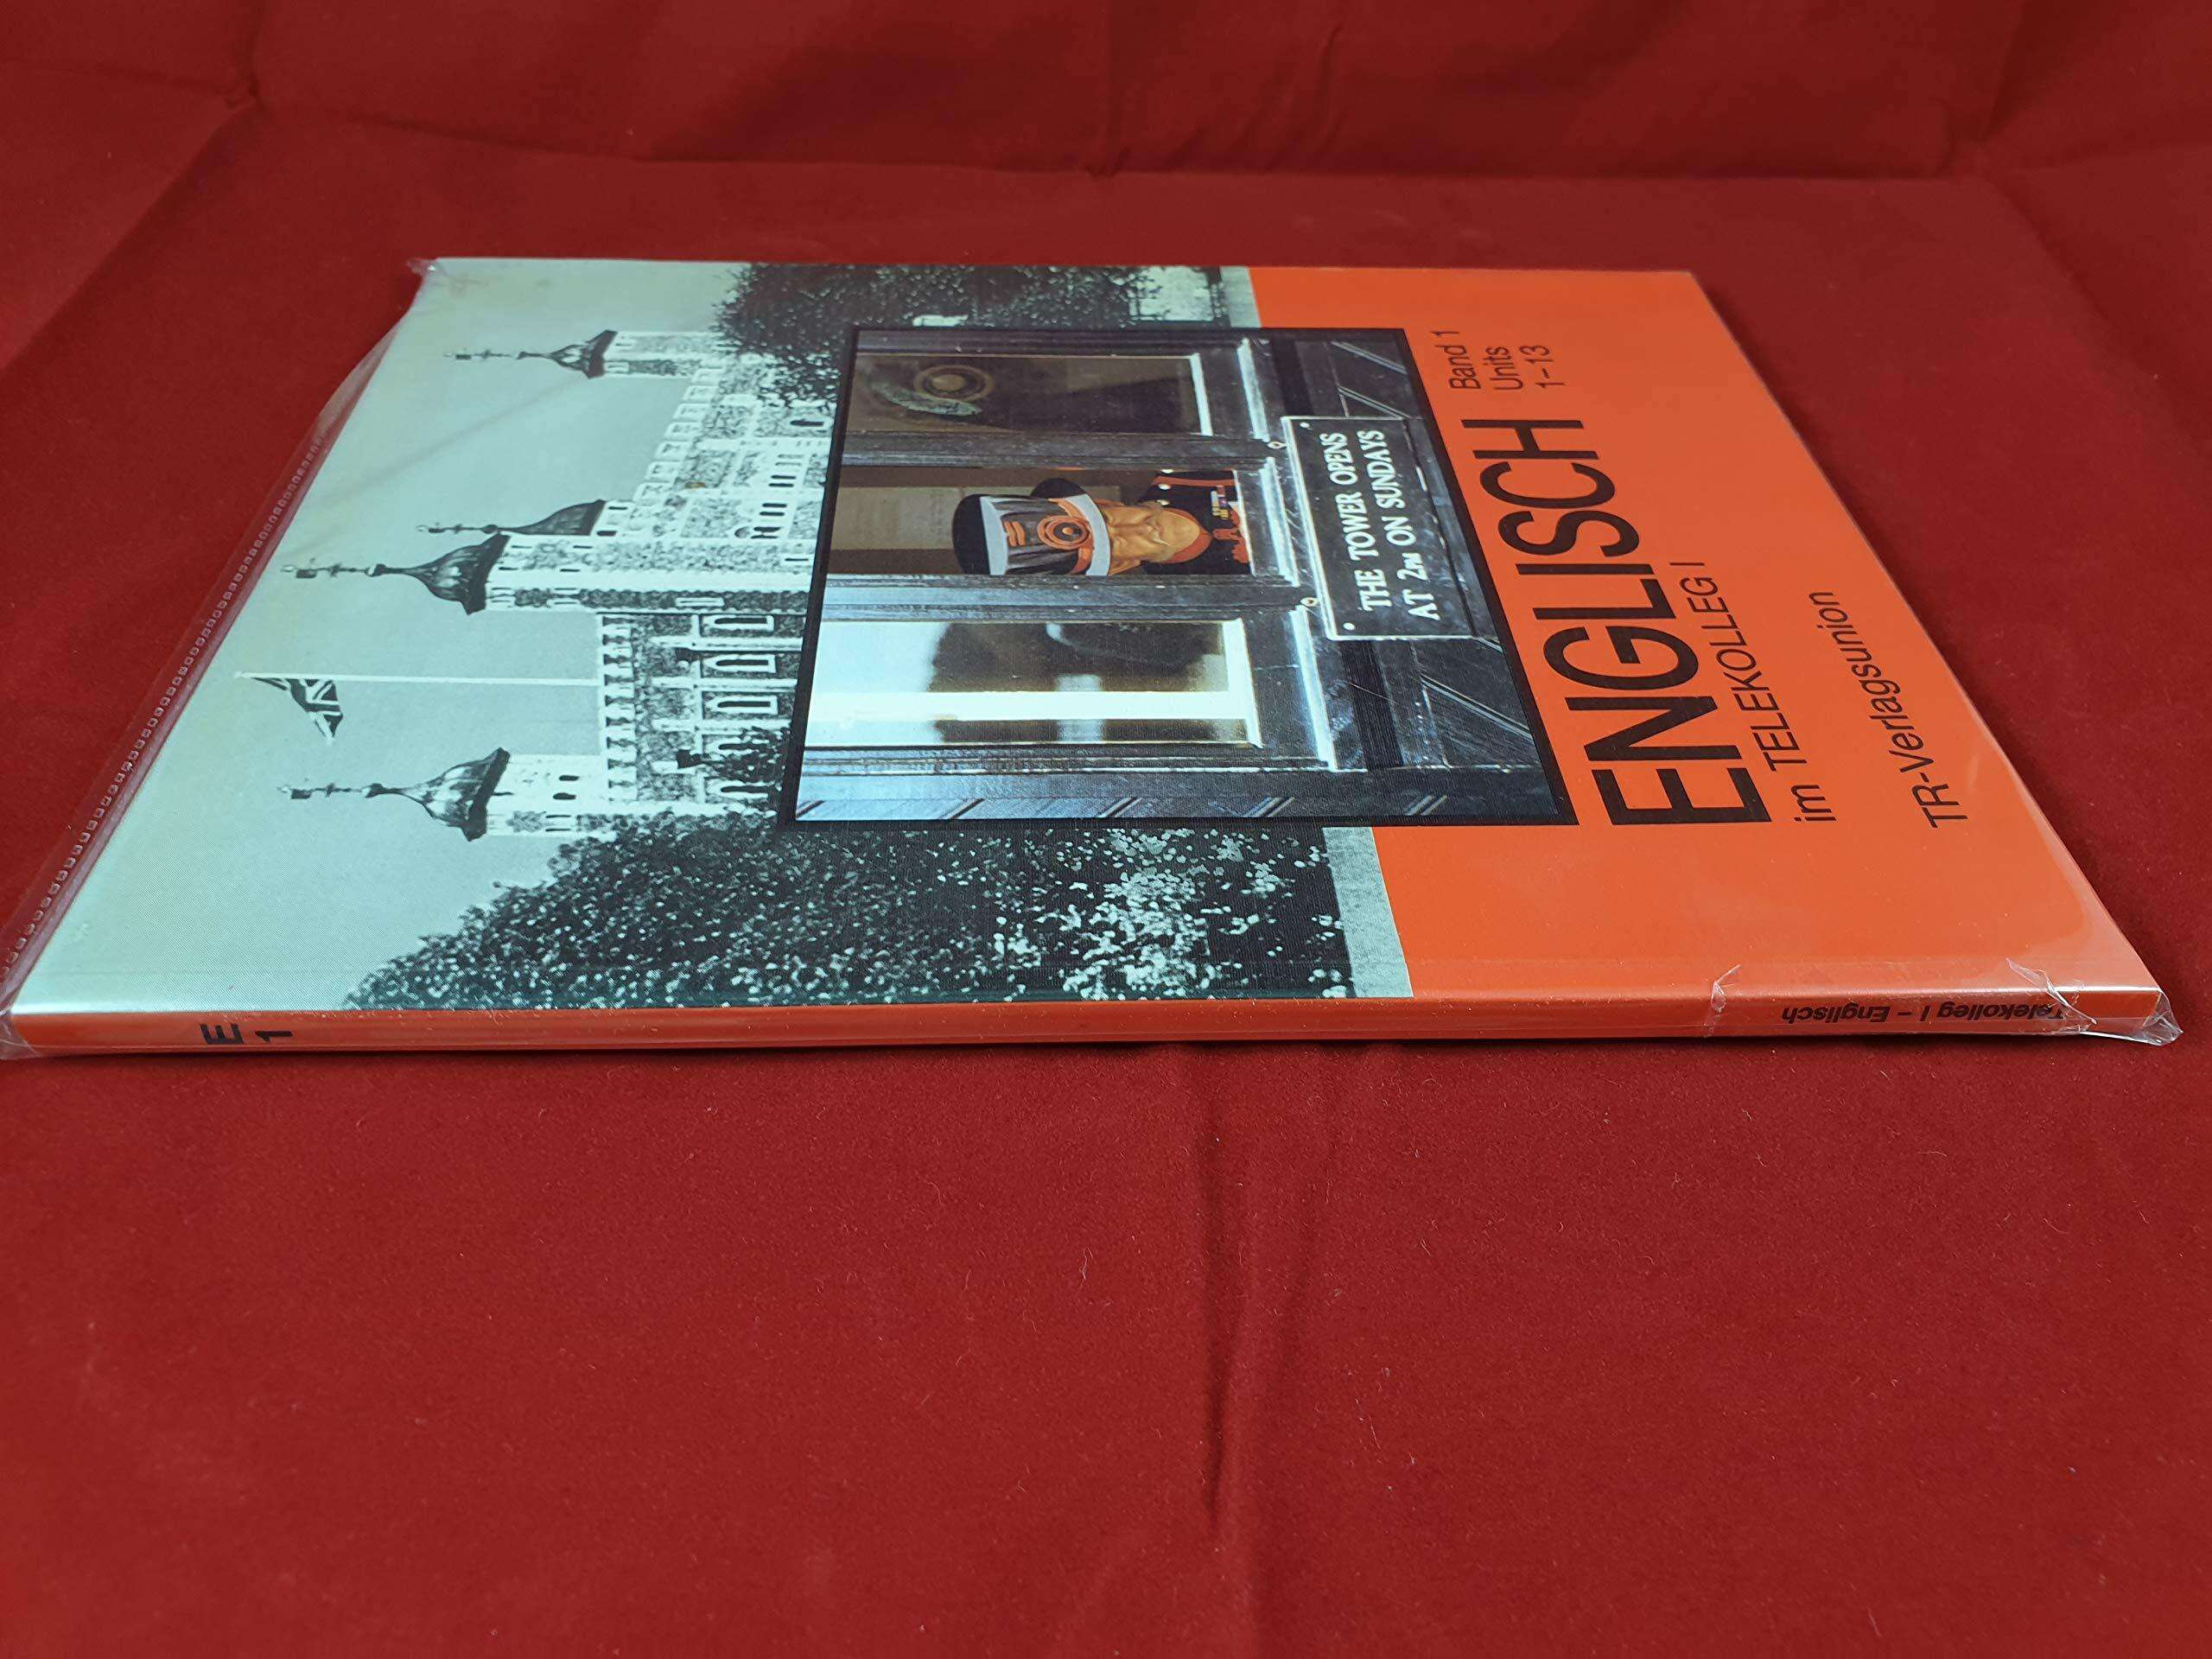 THE TOWER OPENS
AT 2PM ON SUNDAYS
ENGLISCH
Band 1
Units
1–13
im TELEKOLLEG I
TR-Verlagsunion
E
1
Telekolleg I – Englisch